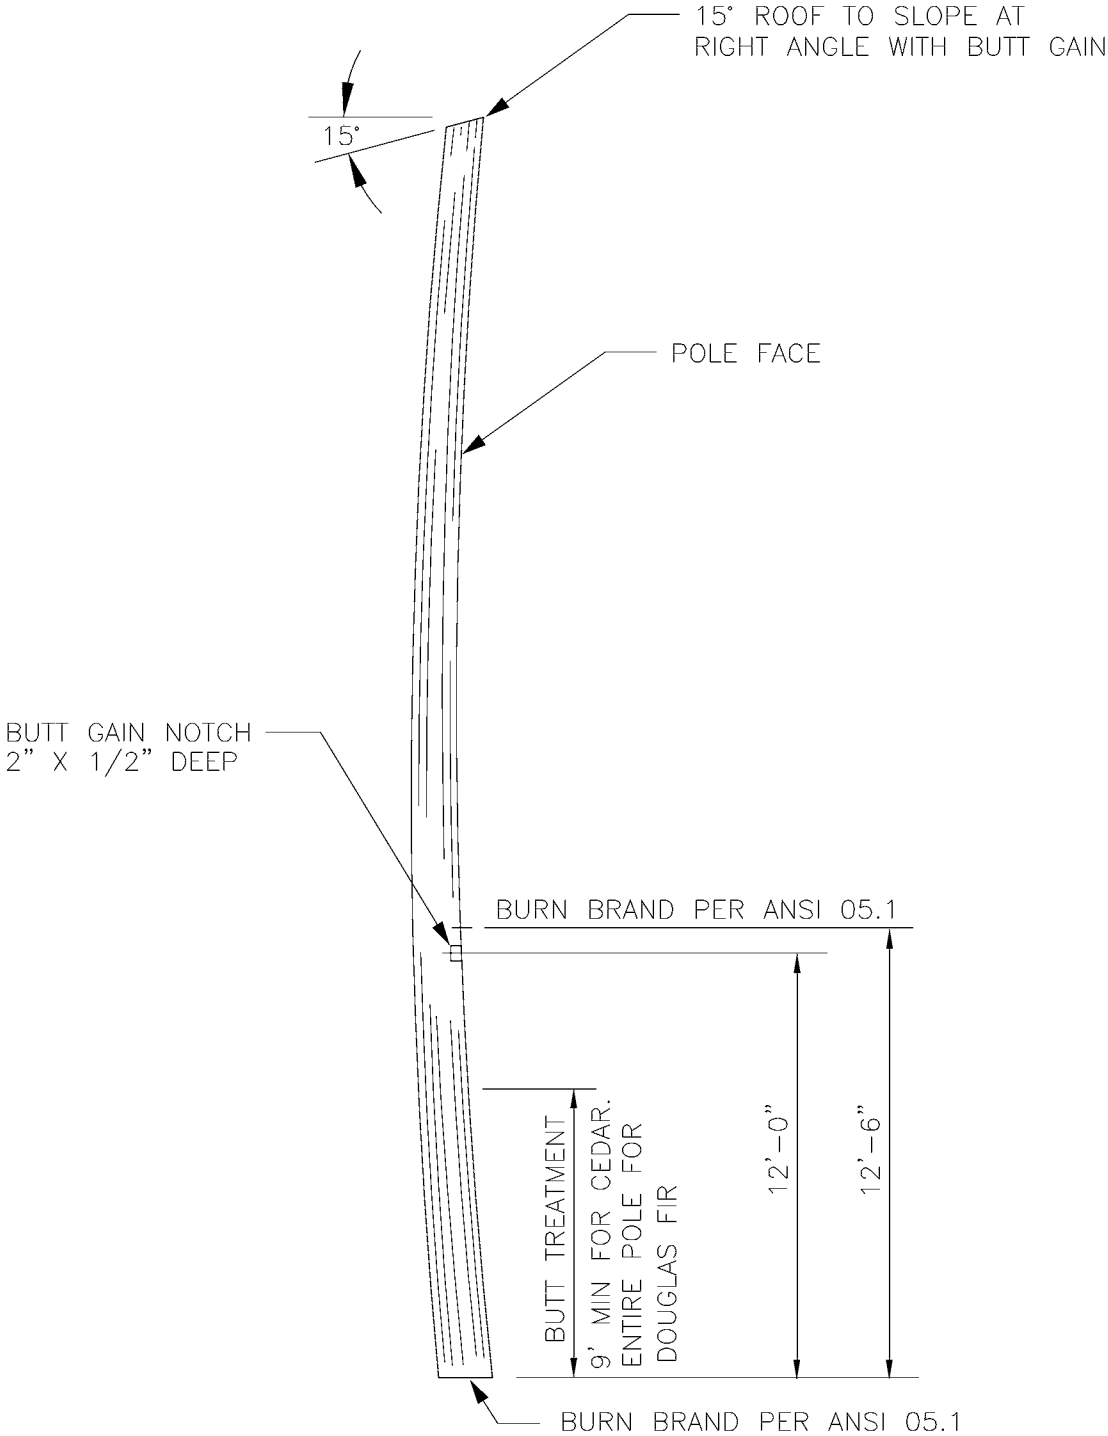 15° ROOF TO SLOPE AT
RIGHT ANGLE WITH BUTT GAIN
15°
POLE FACE
BUTT GAIN NOTCH
2" X 1/2" DEEP
BURN BRAND PER ANSI 05.1
12'-0"
12'-6"
BUTT TREATMENT
9' MIN FOR CEDAR.
ENTIRE POLE FOR
DOUGLAS FIR
BURN BRAND PER ANSI 05.1